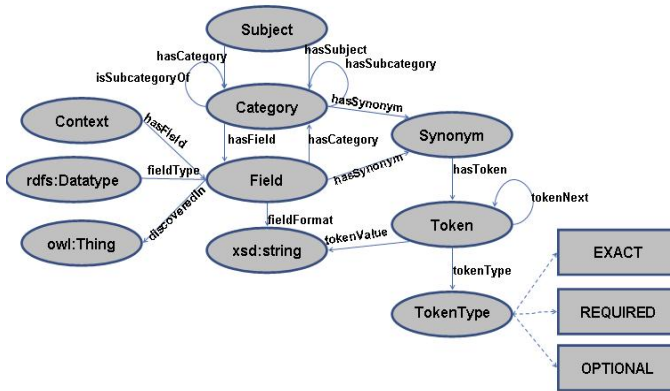 Subject
hasCategory
hasSubject
isSubcategoryOf
hasSubcategory
Category
hasSynonym
Context
hasField
hasField
hasCategory
Synonym
rdfs:Datatype
fieldType
Field
hasSynonym
hasToken
tokenNext
discoveredIn
fieldFormat
owl:Thing
xsd:string
tokenValue
Token
EXACT
tokenType
TokenType
REQUIRED
OPTIONAL